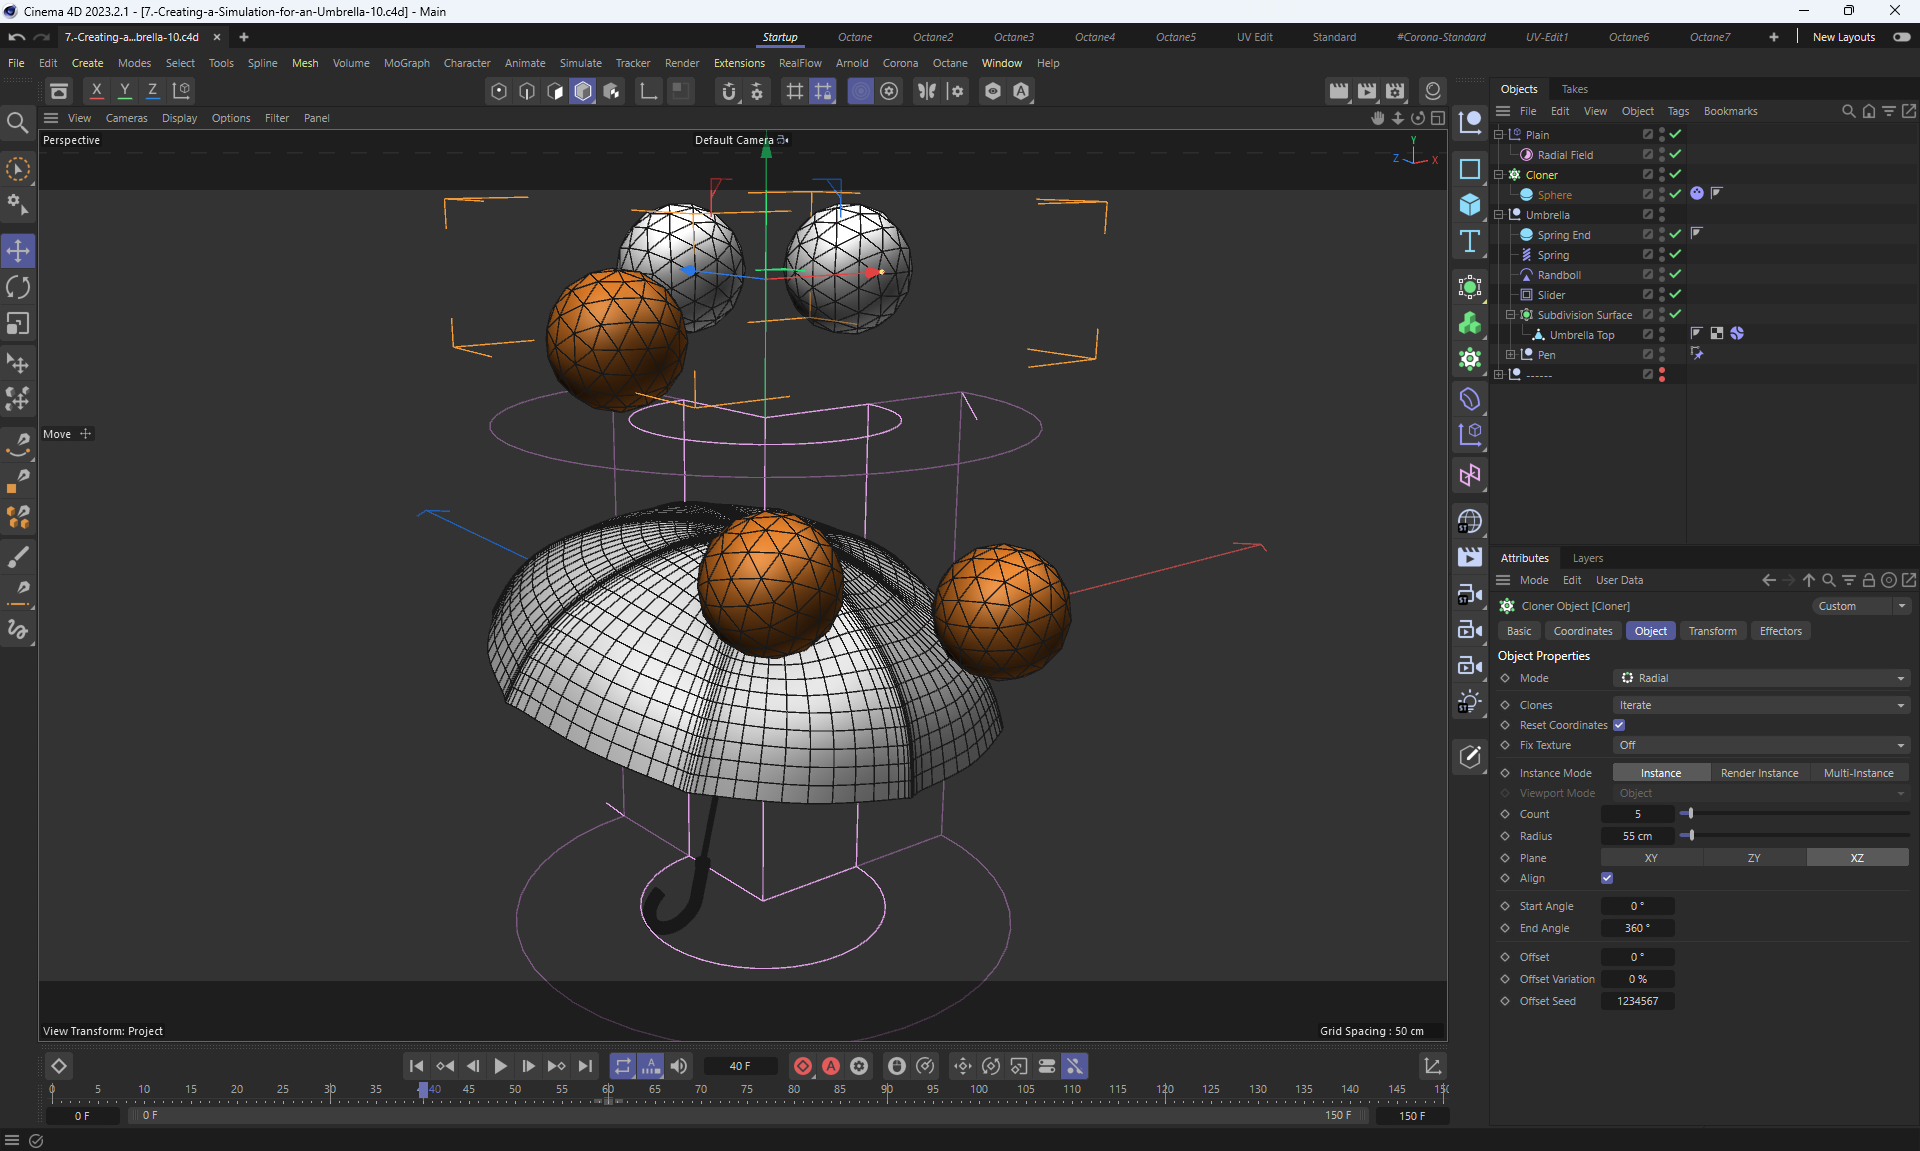 Cinema 4D 2023.2.1 - [7.-Creating-a-Simulation-for-an-Umbrella-10.c4d] - Main
7.-Creating-a...brella-10.c4d
Startup Octane Octane2 Octane3 Octane4 Octane5 UV Edit Standard #Corona-Standard UV-Edit1 Octane6 Octane7 New Layouts
File Edit Create Modes Select Tools Spline Mesh Volume MoGraph Character Animate Simulate Tracker Render Extensions RealFlow Arnold Corona Octane Window Help
X Y Z
View Cameras Display Options Filter Panel
Perspective
Default Camera
Y
Z X
Move
View Transform: Project
Grid Spacing : 50 cm
Objects Takes
File Edit View Object Tags Bookmarks
Plain
Radial Field
Cloner
Sphere
Umbrella
Spring End
Spring
Randboll
Slider
Subdivision Surface
Umbrella Top
Pen
------
Attributes Layers
Mode Edit User Data
Cloner Object [Cloner]
Custom
Basic Coordinates Object Transform Effectors
Object Properties
Mode Radial
Clones Iterate
Reset Coordinates
Fix Texture Off
Instance Mode Instance Render Instance Multi-Instance
Viewport Mode Object
Count 5
Radius 55 cm
Plane XY ZY XZ
Align
Start Angle 0 °
End Angle 360 °
Offset 0 °
Offset Variation 0 %
Offset Seed 1234567
40 F
0 5 10 15 20 25 30 35 40 45 50 55 60 65 70 75 80 85 90 95 100 105 110 115 120 125 130 135 140 145 150
0 F 0 F 150 F 150 F